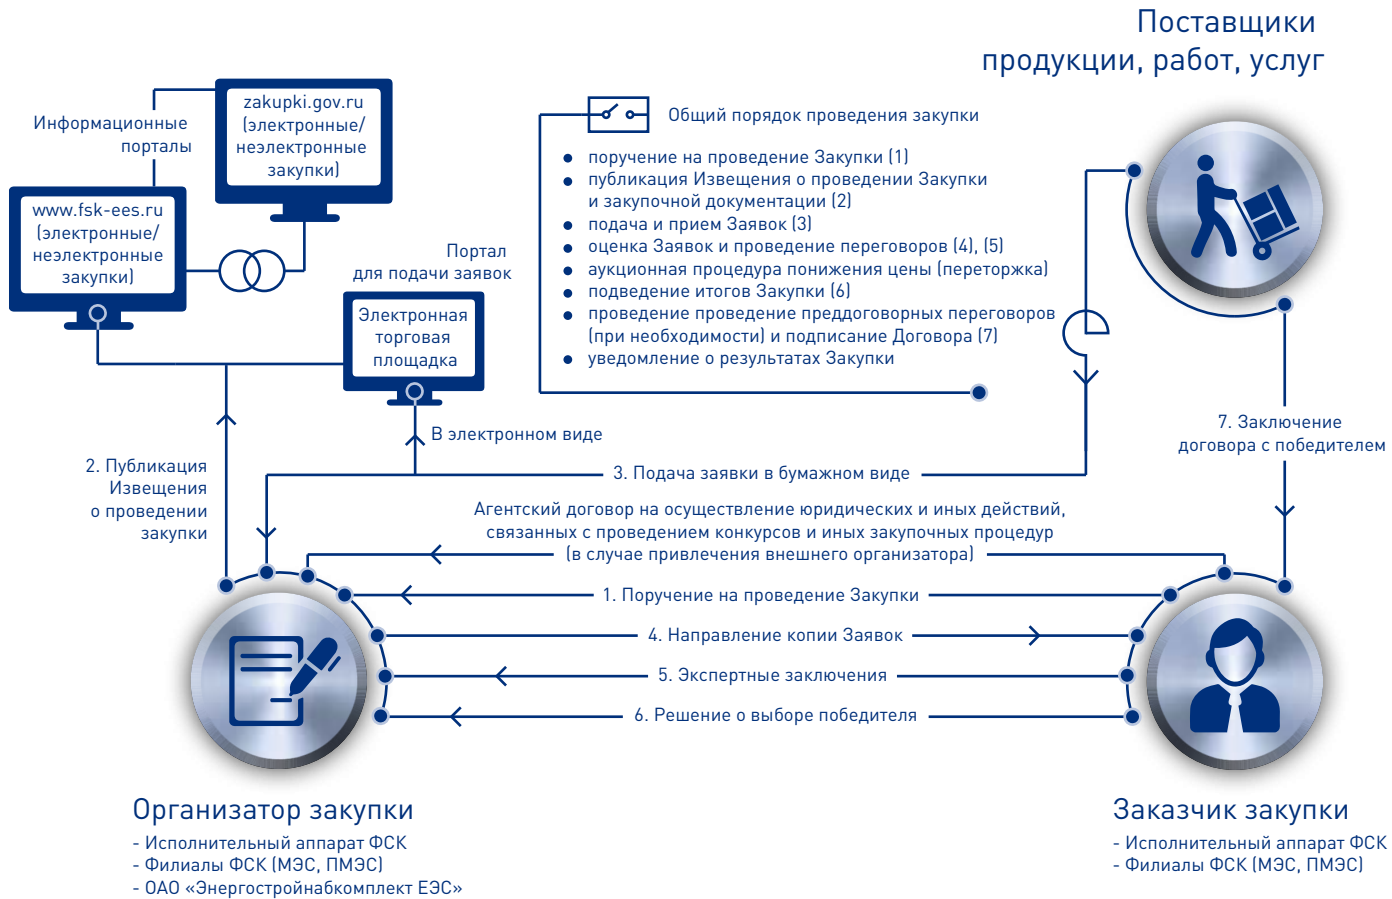 Поставщики
продукции, работ, услуг
Информационные
порталы
zakupki.gov.ru
(электронные/
неэлектронные
закупки)
www.fsk-ees.ru
(электронные/
неэлектронные
закупки)
Портал
для подачи заявок
Электронная
торговая
площадка
Общий порядок проведения закупки
поручение на проведение Закупки (1)
публикация Извещения о проведении Закупки
и закупочной документации (2)
подача и прием Заявок (3)
оценка Заявок и проведение переговоров (4), (5)
аукционная процедура понижения цены (переторжка)
подведение итогов Закупки (6)
проведение проведение преддоговорных переговоров
(при необходимости) и подписание Договора (7)
уведомление о результатах Закупки
В электронном виде
3. Подача заявки в бумажном виде
7. Заключение
договора с победителем
2. Публикация
Извещения
о проведении
закупки
Агентский договор на осуществление юридических и иных действий,
связанных с проведением конкурсов и иных закупочных процедур
(в случае привлечения внешнего организатора)
1. Поручение на проведение Закупки
4. Направление копии Заявок
5. Экспертные заключения
6. Решение о выборе победителя
Организатор закупки
- Исполнительный аппарат ФСК
- Филиалы ФСК (МЭС, ПМЭС)
- ОАО «Энергостройнабкомплект ЕЭС»
Заказчик закупки
- Исполнительный аппарат ФСК
- Филиалы ФСК (МЭС, ПМЭС)